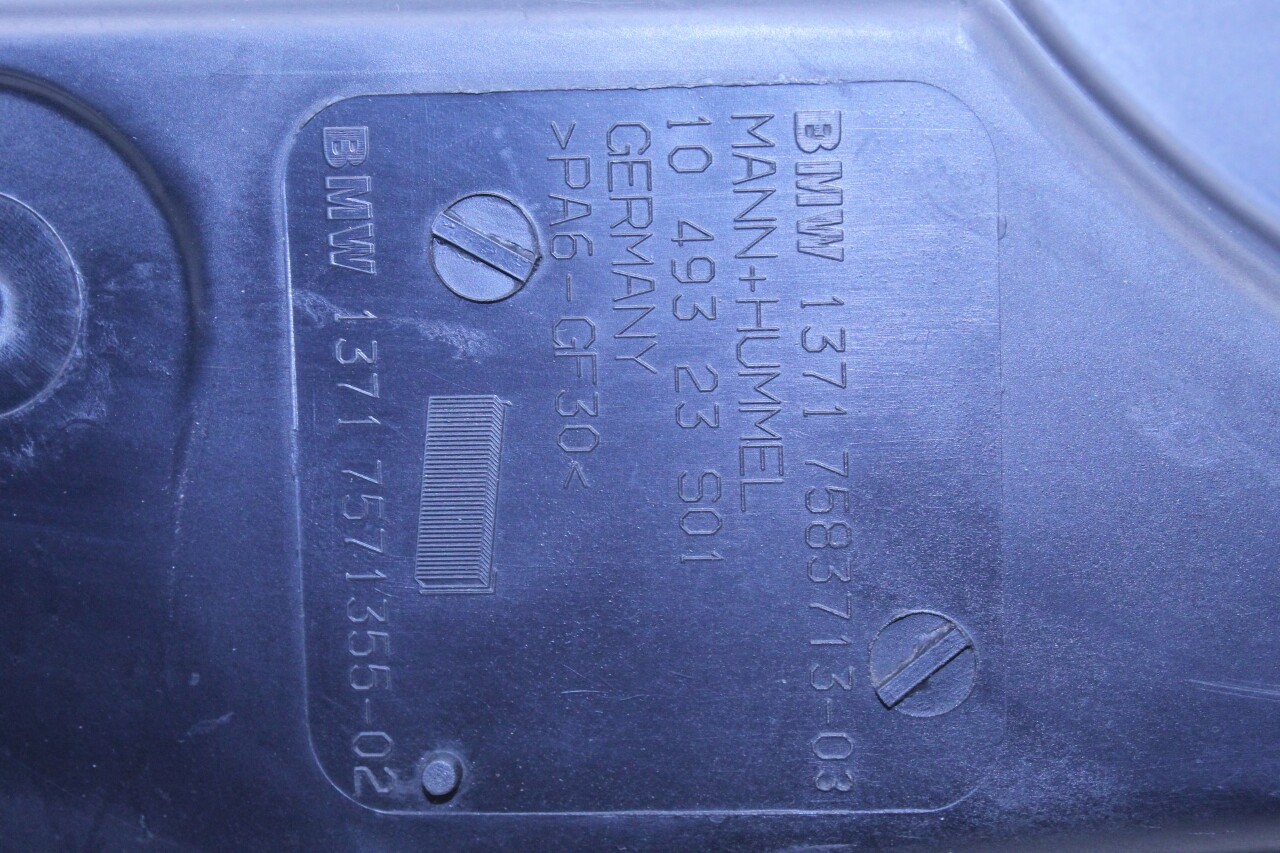 BMW 1371 7583713-03
MANN+HUMMEL
10 493 23 S01
GERMANY
>PA6-GF30<
BMW 1371 7571355-02